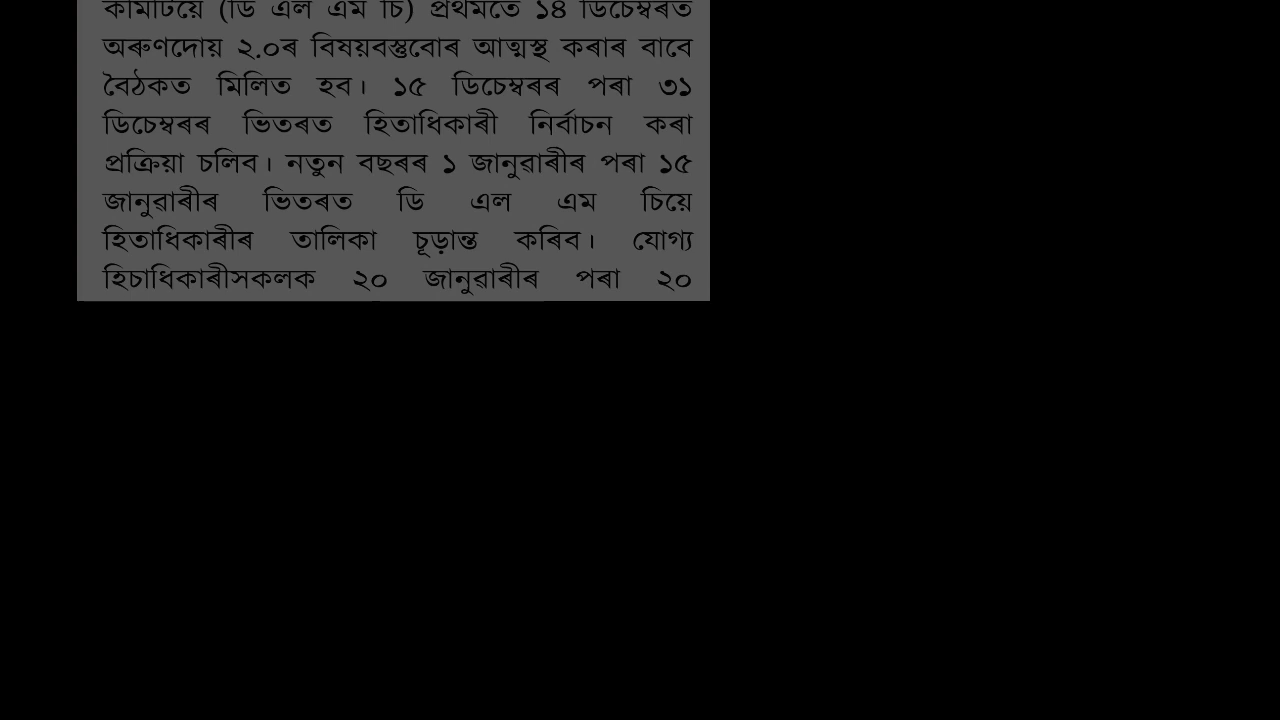 কমিটিয়ে (ডি এল এম চি) প্ৰথমতে ১৪ ডিচেম্বৰত
অৰুণদোয় ২.০ৰ বিষয়বস্তুবোৰ আত্মস্থ কৰাৰ বাবে
বৈঠকত মিলিত হব। ১৫ ডিচেম্বৰৰ পৰা ৩১
ডিচেম্বৰৰ ভিতৰত হিতাধিকাৰী নিৰ্বাচন কৰা
প্ৰক্ৰিয়া চলিব। নতুন বছৰৰ ১ জানুৱাৰীৰ পৰা ১৫
জানুৱাৰীৰ ভিতৰত ডি এল এম চিয়ে
হিতাধিকাৰীৰ তালিকা চূড়ান্ত কৰিব। যোগ্য
হিচাধিকাৰীসকলক ২০ জানুৱাৰীৰ পৰা ২০